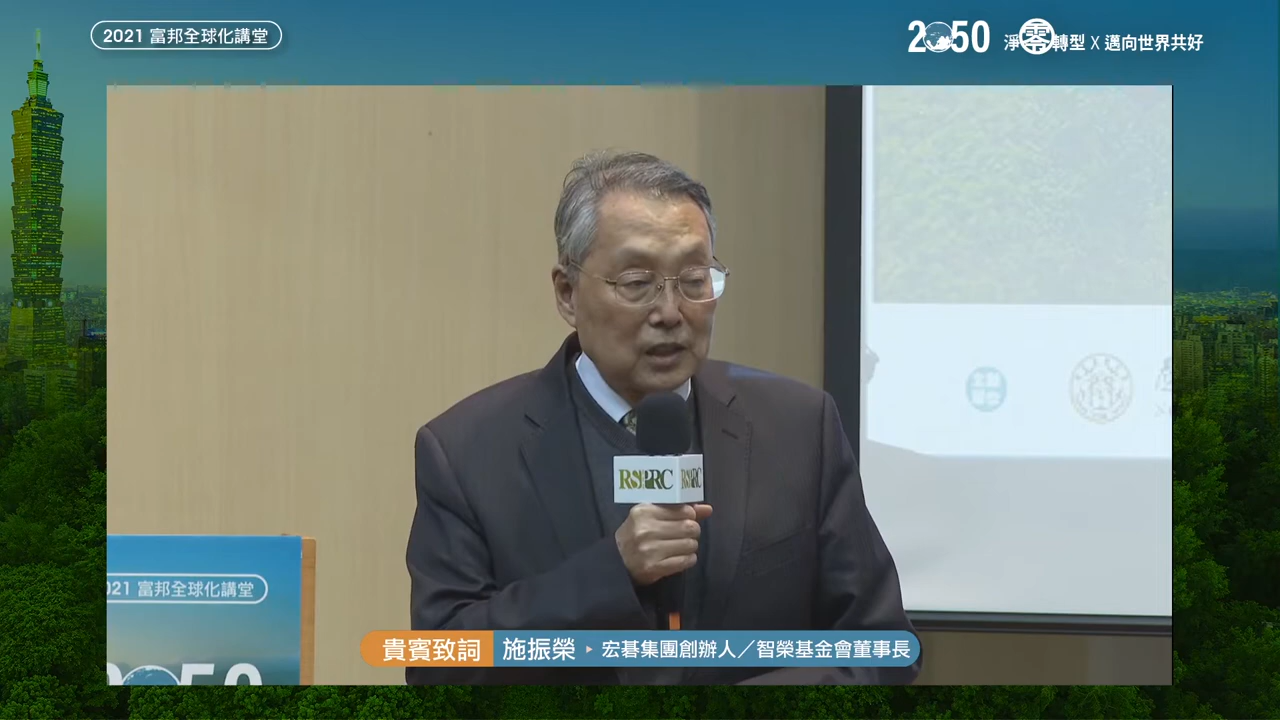 2021 富邦全球化講堂
2050 淨零轉型 X 邁向世界共好
RSPRC RSPRC
021 富邦全球化講堂
2050
貴賓致詞 施振榮 ▸ 宏碁集團創辦人／智榮基金會董事長